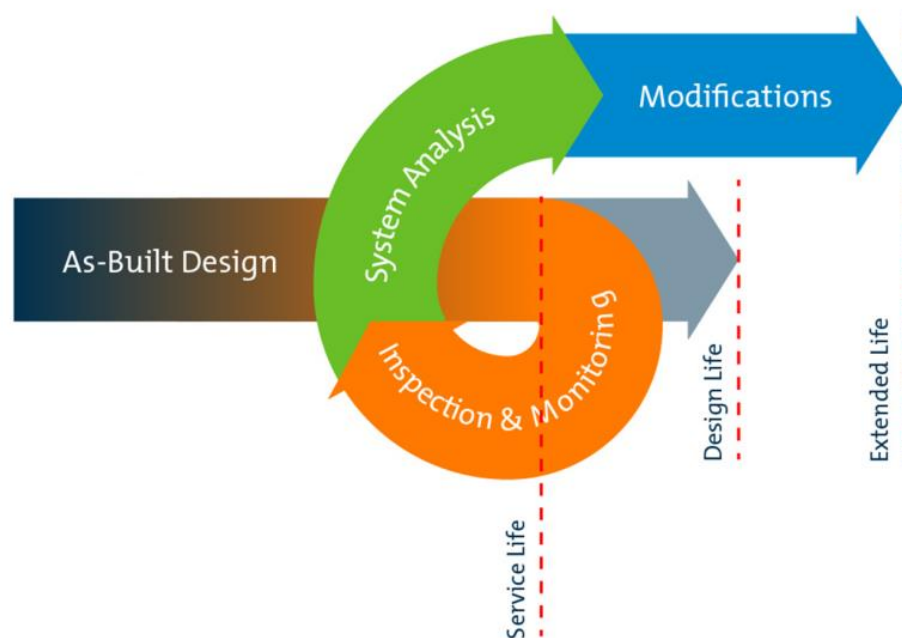 Modifications
System Analysis
As-Built Design
Inspection & Monitoring
Design Life
Extended Life
Service Life